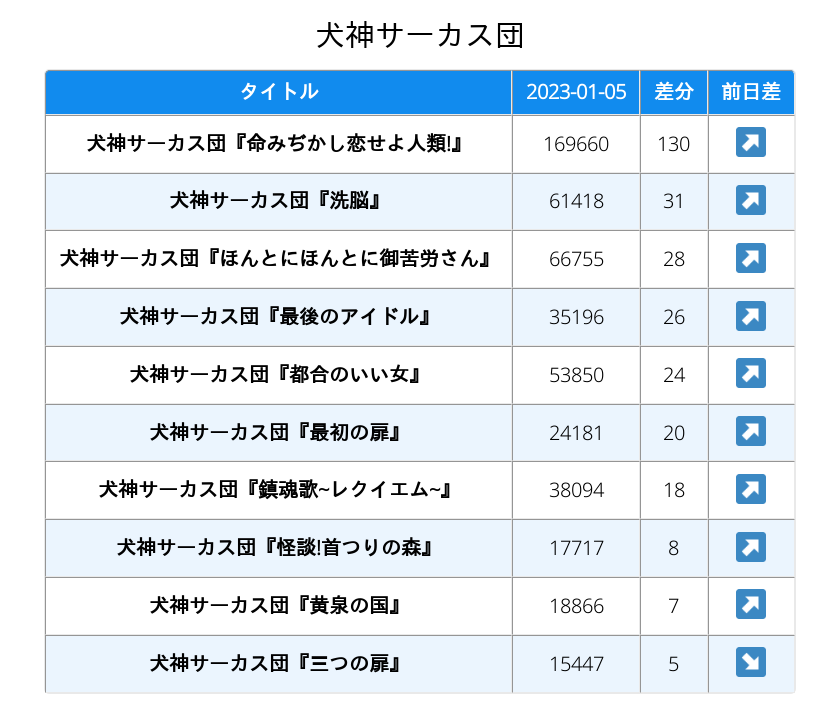 犬神サーカス団
タイトル 2023-01-05 差分 前日差
犬神サーカス団『命みぢかし恋せよ人類!』 169660 130 ↗
犬神サーカス団『洗脳』 61418 31 ↗
犬神サーカス団『ほんとにほんとに御苦労さん』 66755 28 ↗
犬神サーカス団『最後のアイドル』 35196 26 ↗
犬神サーカス団『都合のいい女』 53850 24 ↗
犬神サーカス団『最初の扉』 24181 20 ↗
犬神サーカス団『鎮魂歌~レクイエム~』 38094 18 ↗
犬神サーカス団『怪談!首つりの森』 17717 8 ↗
犬神サーカス団『黄泉の国』 18866 7 ↗
犬神サーカス団『三つの扉』 15447 5 ↘